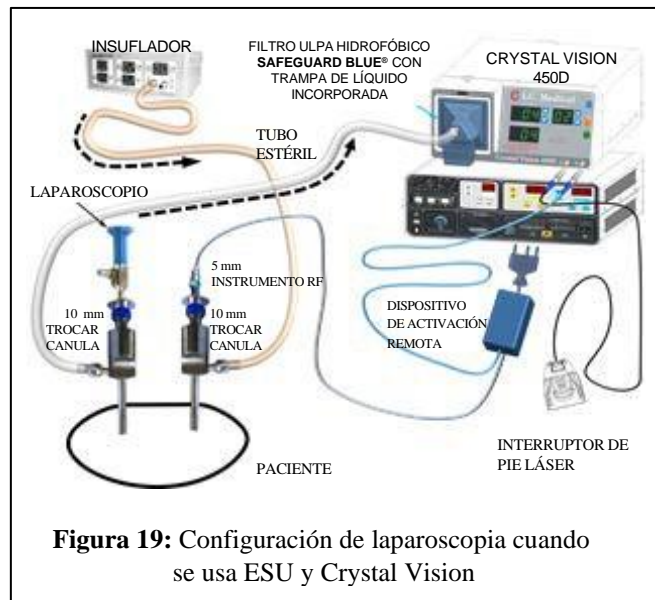 INSUFLADOR
FILTRO ULPA HIDROFÓBICO
SAFEGUARD BLUE® CON
TRAMPA DE LÍQUIDO
INCORPORADA
CRYSTAL VISION
450D
TUBO
ESTÉRIL
LAPAROSCOPIO
5 mm
INSTRUMENTO RF
10 mm
TROCAR
CANULA
10 mm
TROCAR
CANULA
DISPOSITIVO
DE ACTIVACIÓN
REMOTA
INTERRUPTOR DE
PIE LÁSER
PACIENTE
Figura 19: Configuración de laparoscopia cuando
se usa ESU y Crystal Vision